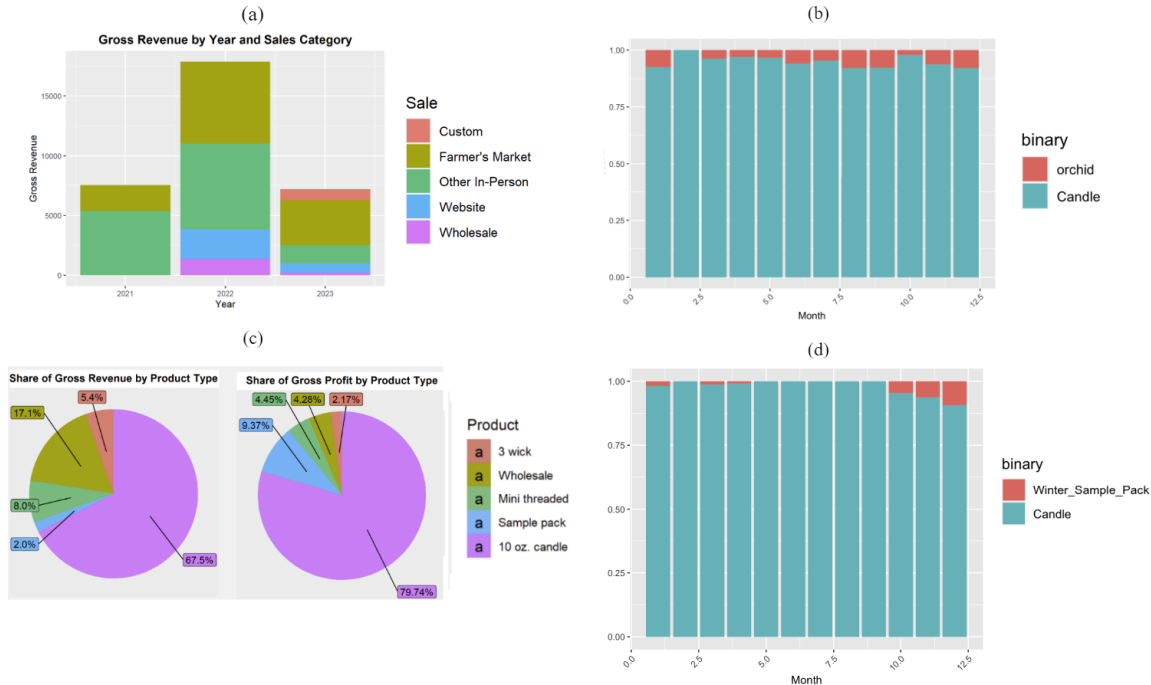 (a)
Gross Revenue by Year and Sales Category
Gross Revenue
15000
10000
5000
0
2021
2022
2023
Year
Sale
Custom
Farmer's Market
Other In-Person
Website
Wholesale
(b)
1.00
0.75
0.50
0.25
0.00
0.0
2.5
5.0
7.5
10.0
12.5
Month
binary
orchid
Candle
(c)
Share of Gross Revenue by Product Type
5.4%
17.1%
8.0%
2.0%
67.5%
Share of Gross Profit by Product Type
4.45%
4.28%
2.17%
9.37%
79.74%
Product
a 3 wick
a Wholesale
a Mini threaded
a Sample pack
a 10 oz. candle
(d)
1.00
0.75
0.50
0.25
0.00
0.0
2.5
5.0
7.5
10.0
12.5
Month
binary
Winter_Sample_Pack
Candle